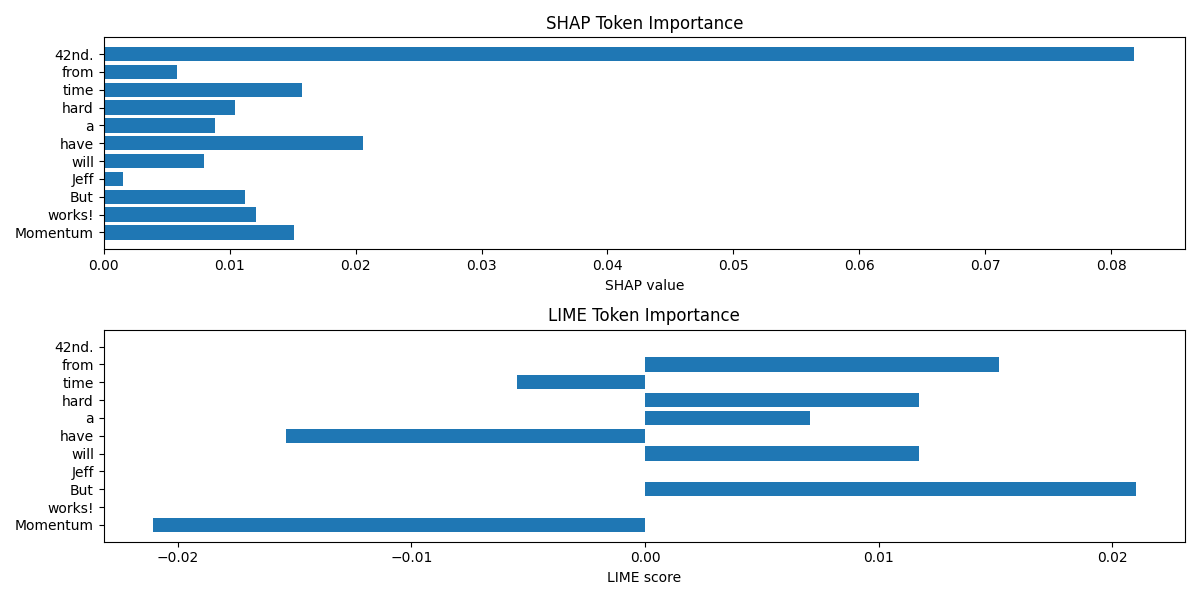 SHAP Token Importance
42nd.
from
time
hard
a
have
will
Jeff
But
works!
Momentum
0.00 0.01 0.02 0.03 0.04 0.05 0.06 0.07 0.08
SHAP value
LIME Token Importance
42nd.
from
time
hard
a
have
will
Jeff
But
works!
Momentum
−0.02 −0.01 0.00 0.01 0.02
LIME score